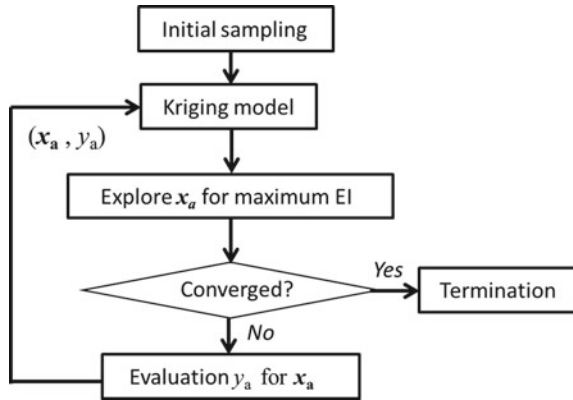 Initial sampling
Kriging model
(xₐ , yₐ)
Explore xₐ for maximum EI
Converged?
Yes
Termination
No
Evaluation yₐ for xₐ